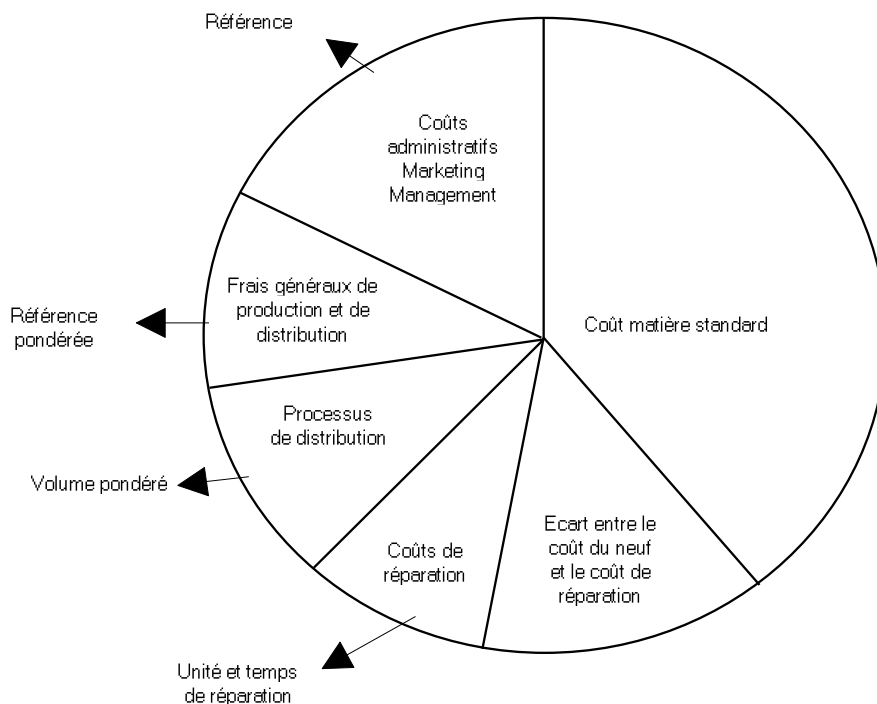 Référence
Coûts
administratifs
Marketing
Management
Frais généraux de
production et de
distribution
Référence
pondérée
Coût matière standard
Processus
de distribution
Volume pondéré
Ecart entre le
coût du neuf
et le coût de
réparation
Coûts de
réparation
Unité et temps
de réparation